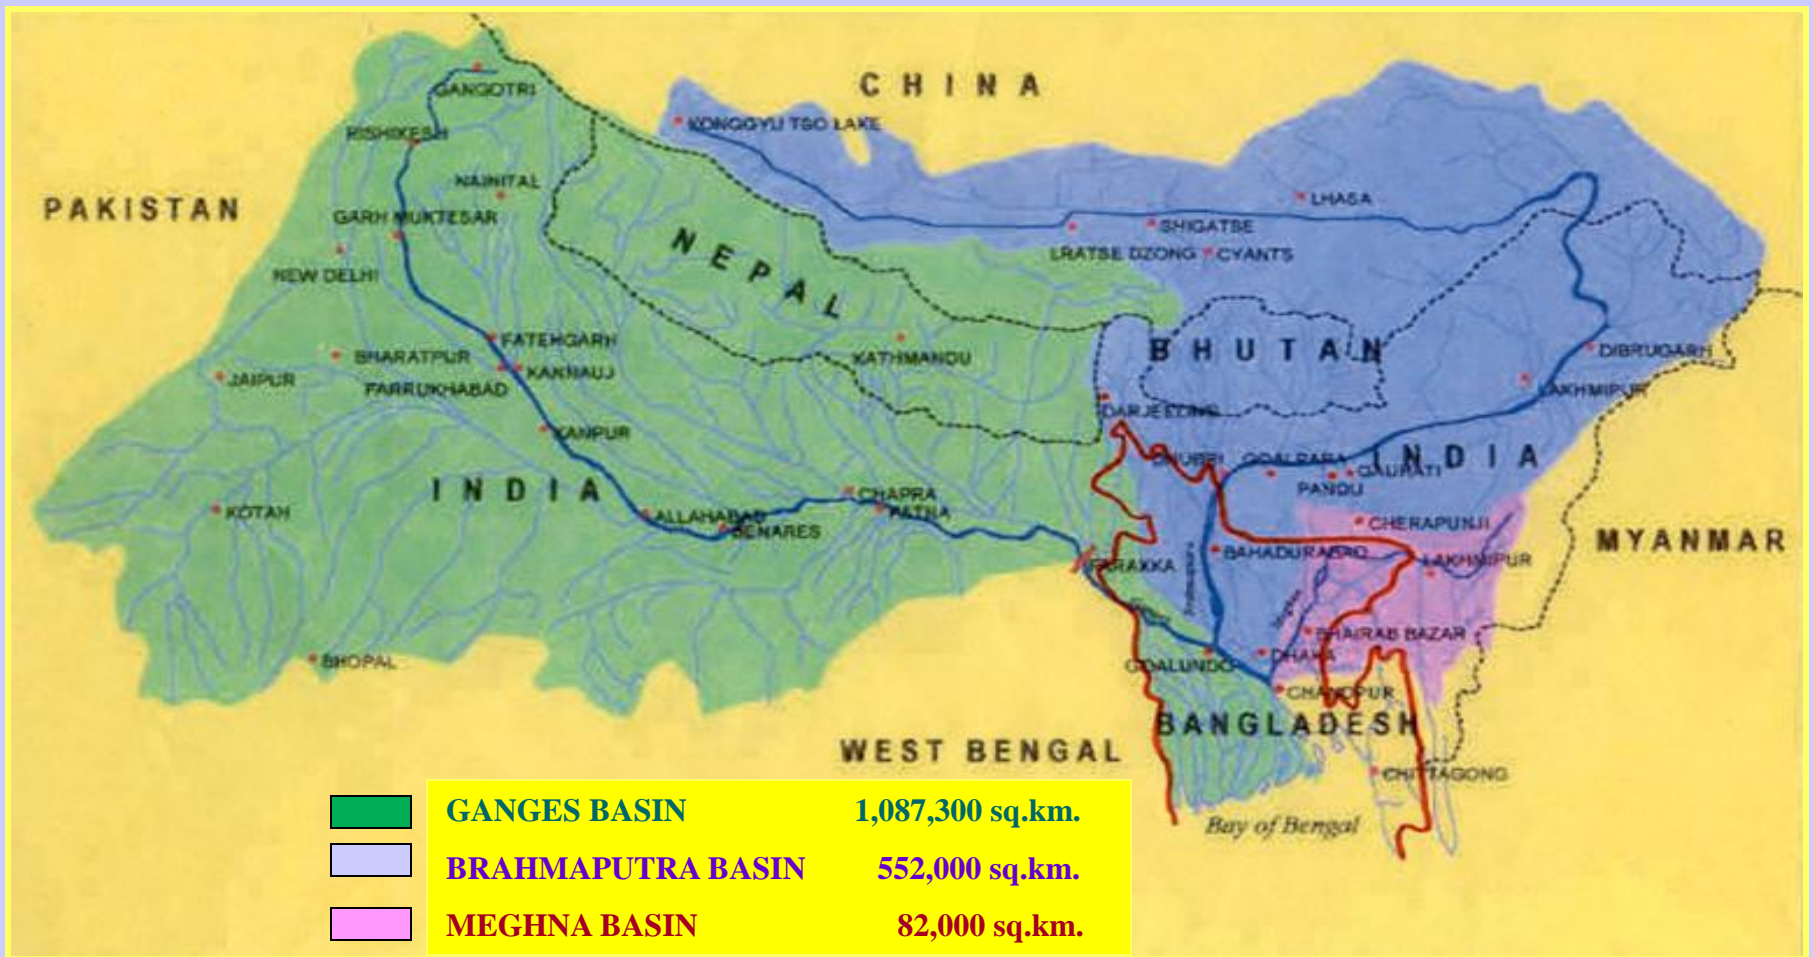 CHINA
GANGOTRI
KONGGYU TSO LAKE
RISHIKESH
NAINITAL
LHASA
PAKISTAN
GARH MUKTESAR
SHIGATSE
NEPAL
LRATSE DZONG
CYANTS
NEW DELHI
FATEHGARH
BHUTAN
DIBRUGARH
BHARATPUR
KATHMANDU
JAIPUR
KANNAUJ
FARRUKHABAD
LAKHMIPUR
DARJEELING
KANPUR
DHUBRI
GOALPARA
INDIA
GAUHATI
PANDU
INDIA
CHAPRA
KOTAH
ALLAHABAD
PATNA
CHERAPUNJI
BENARES
MYANMAR
BAHADURABAD
LAKHMIPUR
FARAKKA
Meghna
BHAIRAB BAZAR
BHOPAL
GOALUNDO
DHAKA
CHANDPUR
BANGLADESH
WEST BENGAL
CHITTAGONG
Bay of Bengal
GANGES BASIN 1,087,300 sq.km.
BRAHMAPUTRA BASIN 552,000 sq.km.
MEGHNA BASIN 82,000 sq.km.